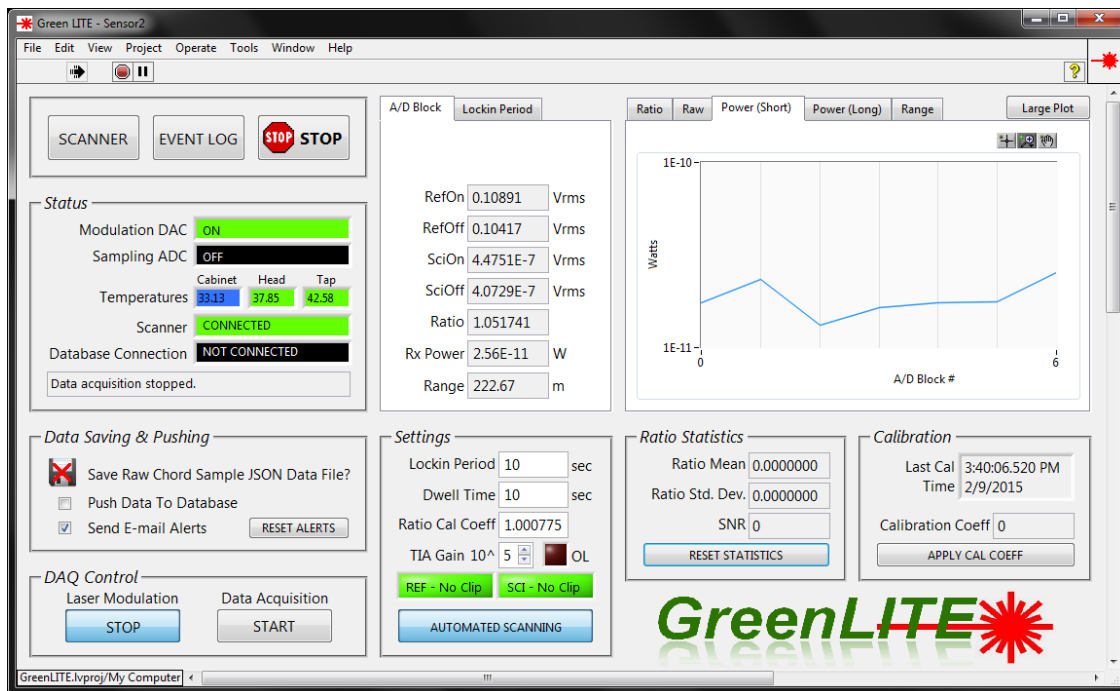 Green LITE - Sensor2
File Edit View Project Operate Tools Window Help
SCANNER EVENT LOG STOP STOP
Status
Modulation DAC ON
Sampling ADC OFF
Cabinet Head Tap
Temperatures 33.13 37.85 42.58
Scanner CONNECTED
Database Connection NOT CONNECTED
Data acquisition stopped.
A/D Block Lockin Period
RefOn 0.10891 Vrms
RefOff 0.10417 Vrms
SciOn 4.4751E-7 Vrms
SciOff 4.0729E-7 Vrms
Ratio 1.051741
Rx Power 2.56E-11 W
Range 222.67 m
Ratio Raw Power (Short) Power (Long) Range Large Plot
1E-10
Watts
1E-11
0 6
A/D Block #
Data Saving & Pushing
Save Raw Chord Sample JSON Data File?
Push Data To Database
Send E-mail Alerts RESET ALERTS
DAQ Control
Laser Modulation Data Acquisition
STOP START
Settings
Lockin Period 10 sec
Dwell Time 10 sec
Ratio Cal Coeff 1.000775
TIA Gain 10^ 5 OL
REF - No Clip SCI - No Clip
AUTOMATED SCANNING
Ratio Statistics
Ratio Mean 0.0000000
Ratio Std. Dev. 0.0000000
SNR 0
RESET STATISTICS
Calibration
Last Cal Time 3:40:06.520 PM
2/9/2015
Calibration Coeff 0
APPLY CAL COEFF
GreenLITE
GreenLITE.lvproj/My Computer